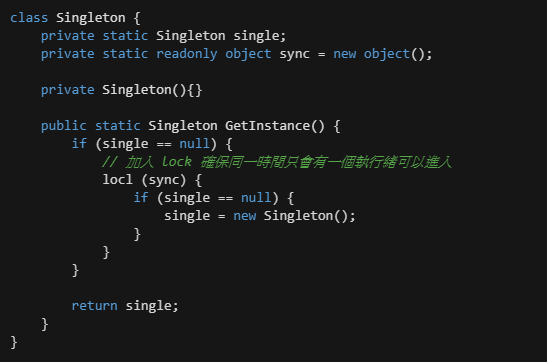 class Singleton {
    private static Singleton single;
    private static readonly object sync = new object();

    private Singleton(){}

    public static Singleton GetInstance() {
        if (single == null) {
            // 加入 lock 確保同一時間只會有一個執行緒可以進入
            locl (sync) {
                if (single == null) {
                    single = new Singleton();
                }
            }
        }

        return single;
    }
}